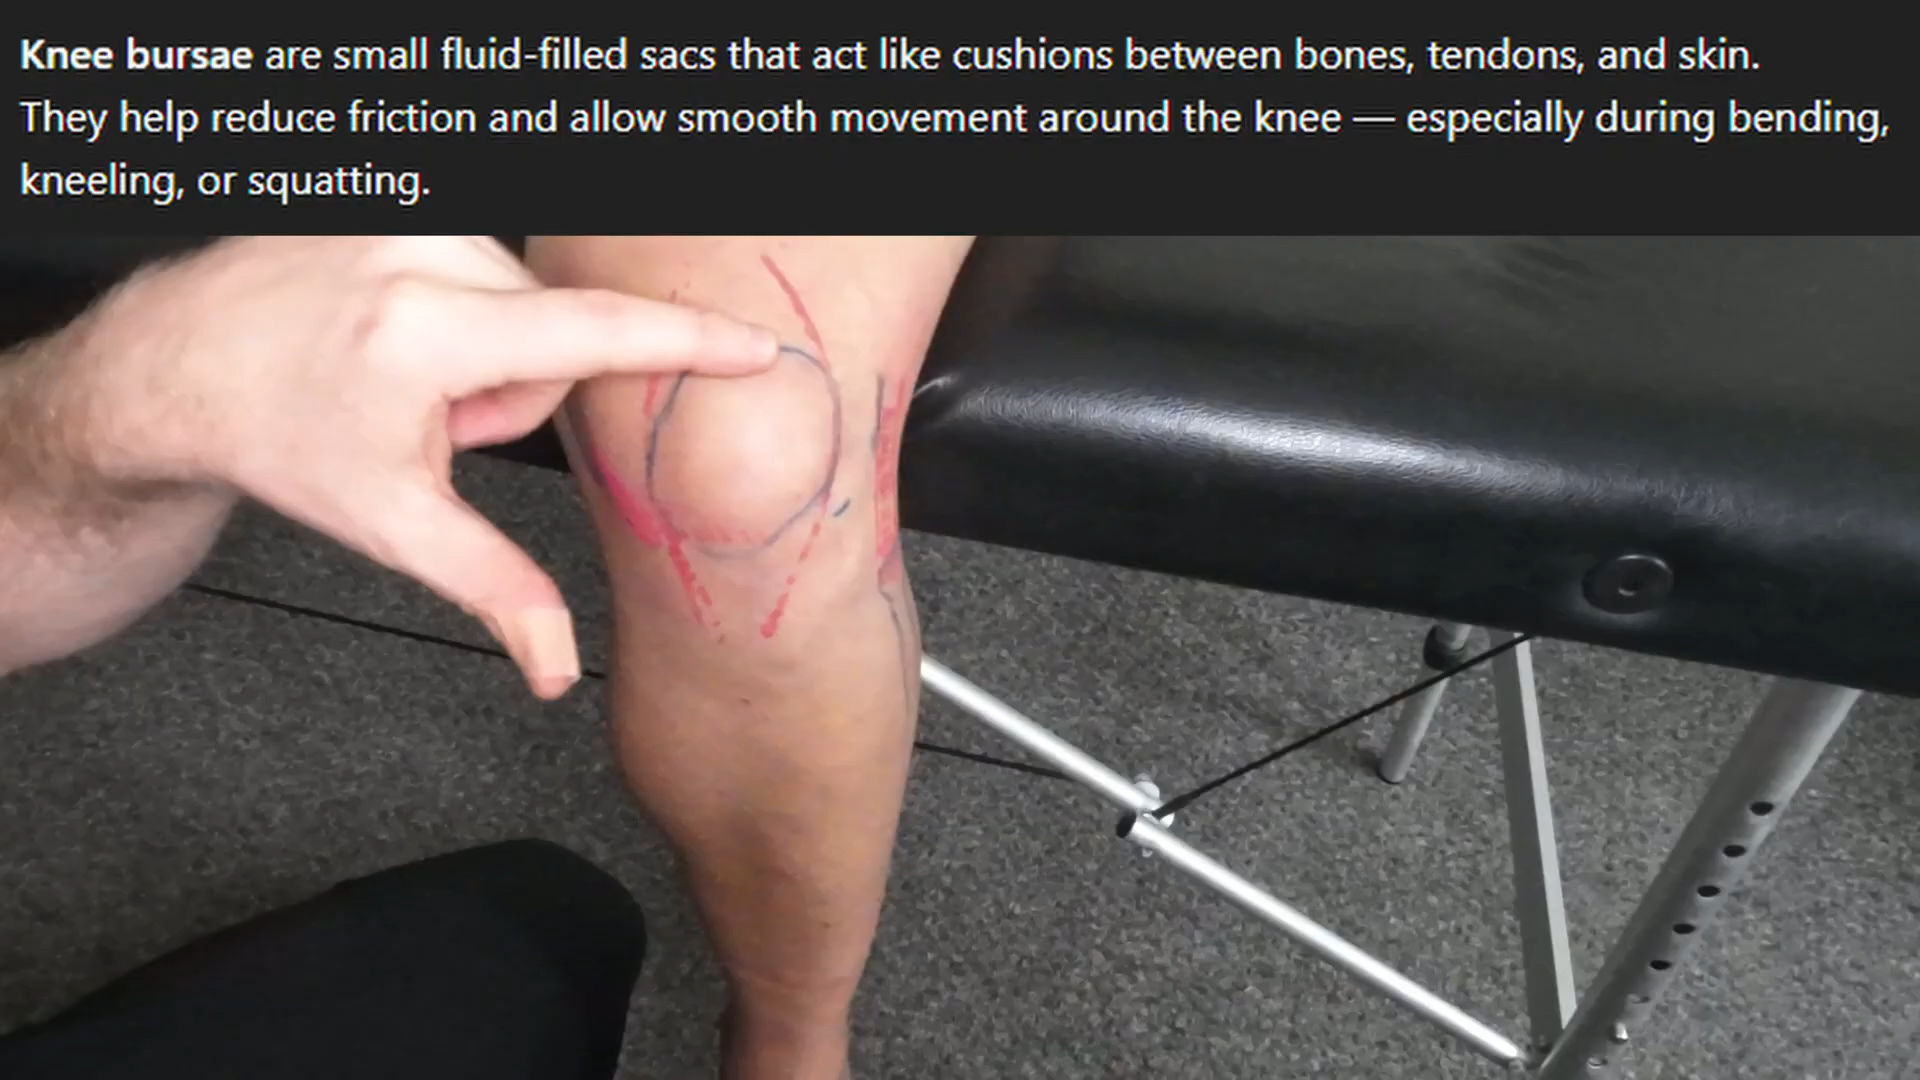 Knee bursae are small fluid-filled sacs that act like cushions between bones, tendons, and skin.
They help reduce friction and allow smooth movement around the knee — especially during bending,
kneeling, or squatting.